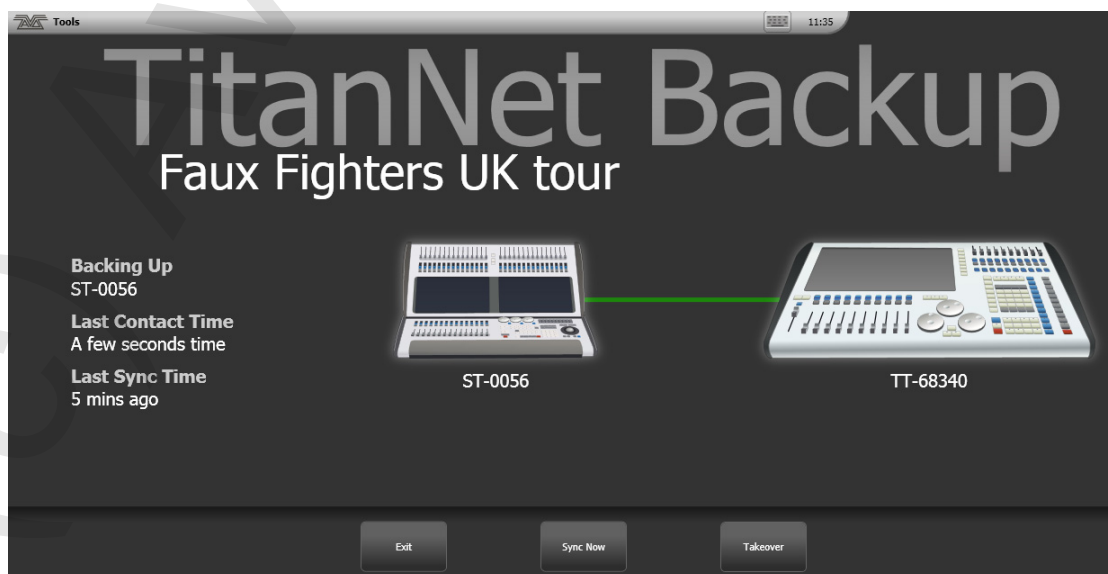 Tools
11:35
TitanNet Backup
Faux Fighters UK tour
Backing Up
ST-0056
Last Contact Time
A few seconds time
Last Sync Time
5 mins ago
ST-0056
TT-68340
Exit
Sync Now
Takeover